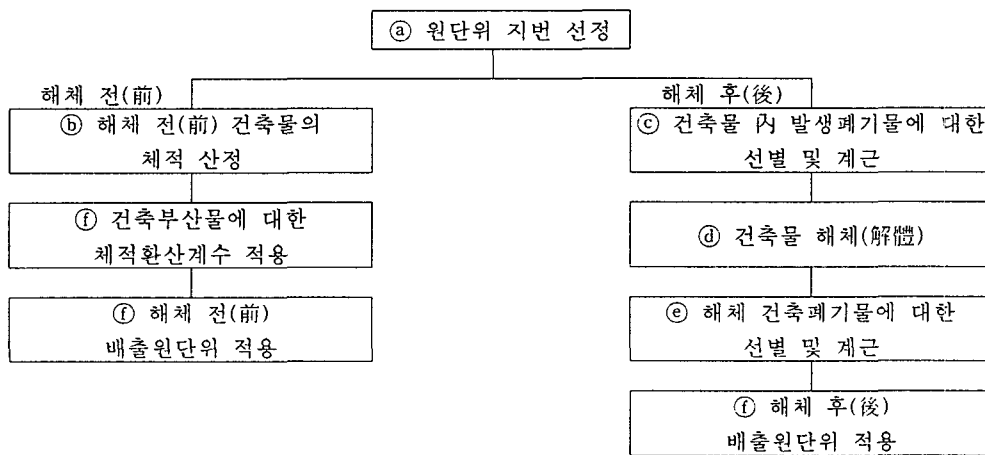 ⓐ 원단위 지번 선정
해체 전(前)
ⓑ 해체 전(前) 건축물의
체적 산정
ⓕ 건축부산물에 대한
체적환산계수 적용
ⓕ 해체 전(前)
배출원단위 적용
해체 후(後)
ⓒ 건축물 內 발생폐기물에 대한
선별 및 계근
ⓓ 건축물 해체(解體)
ⓔ 해체 건축폐기물에 대한
선별 및 계근
ⓕ 해체 후(後)
배출원단위 적용